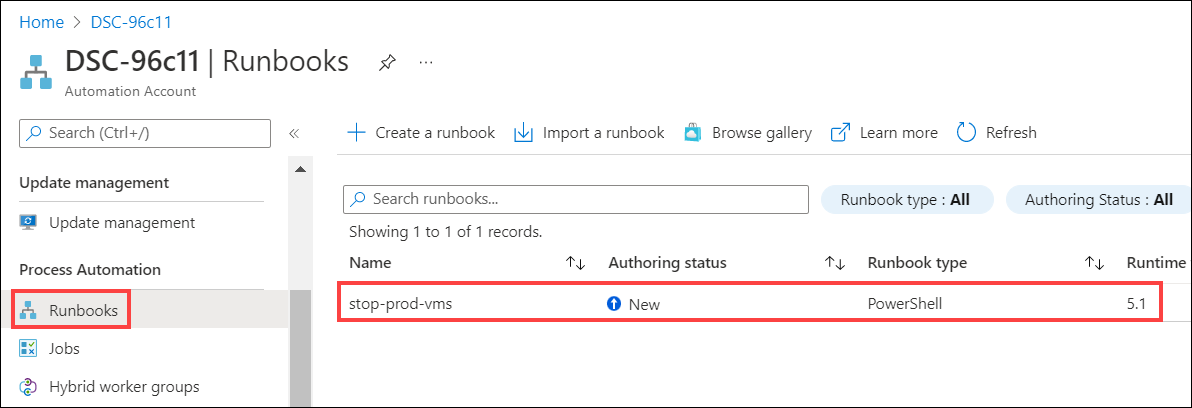 Home > DSC-96c11
DSC-96c11 | Runbooks ...
Automation Account
Search (Ctrl+/) «
Create a runbook Import a runbook Browse gallery Learn more Refresh
Update management
Update management
Process Automation
Runbooks
Jobs
Hybrid worker groups
Search runbooks... Runbook type : All Authoring Status : All
Showing 1 to 1 of 1 records.
Name Authoring status Runbook type Runtime
stop-prod-vms New PowerShell 5.1